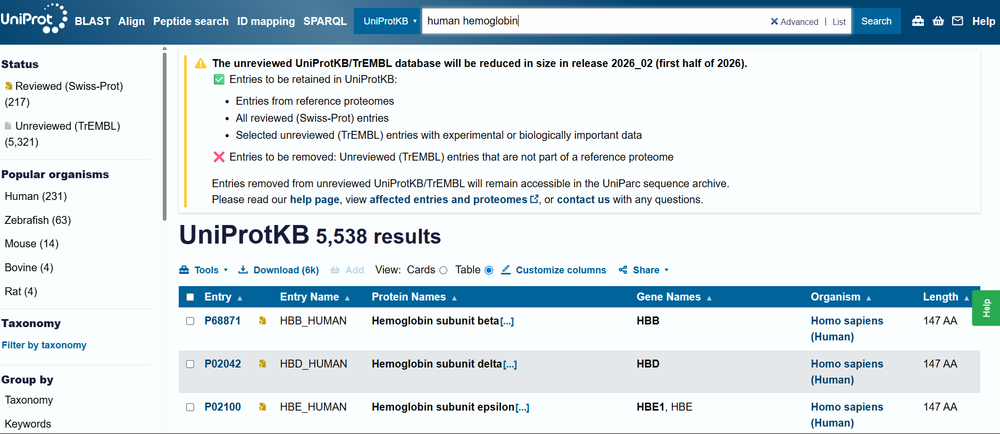 UniProt BLAST Align Peptide search ID mapping SPARQL UniProtKB human hemoglobin Advanced | List Search Help
Status
Reviewed (Swiss-Prot)
(217)
Unreviewed (TrEMBL)
(5,321)
Popular organisms
Human (231)
Zebrafish (63)
Mouse (14)
Bovine (4)
Rat (4)
Taxonomy
Filter by taxonomy
Group by
Taxonomy
Keywords
The unreviewed UniProtKB/TrEMBL database will be reduced in size in release 2026_02 (first half of 2026).
Entries to be retained in UniProtKB:
• Entries from reference proteomes
• All reviewed (Swiss-Prot) entries
• Selected unreviewed (TrEMBL) entries with experimental or biologically important data
Entries to be removed: Unreviewed (TrEMBL) entries that are not part of a reference proteome
Entries removed from unreviewed UniProtKB/TrEMBL will remain accessible in the UniParc sequence archive.
Please read our help page, view affected entries and proteomes, or contact us with any questions.
UniProtKB 5,538 results
Tools Download (6k) Add View: Cards Table Customize columns Share
Entry Entry Name Protein Names Gene Names Organism Length
P68871 HBB_HUMAN Hemoglobin subunit beta[...] HBB Homo sapiens 147 AA
(Human)
P02042 HBD_HUMAN Hemoglobin subunit delta[...] HBD Homo sapiens 147 AA
(Human)
P02100 HBE_HUMAN Hemoglobin subunit epsilon[...] HBE1, HBE Homo sapiens 147 AA
(Human)
Help